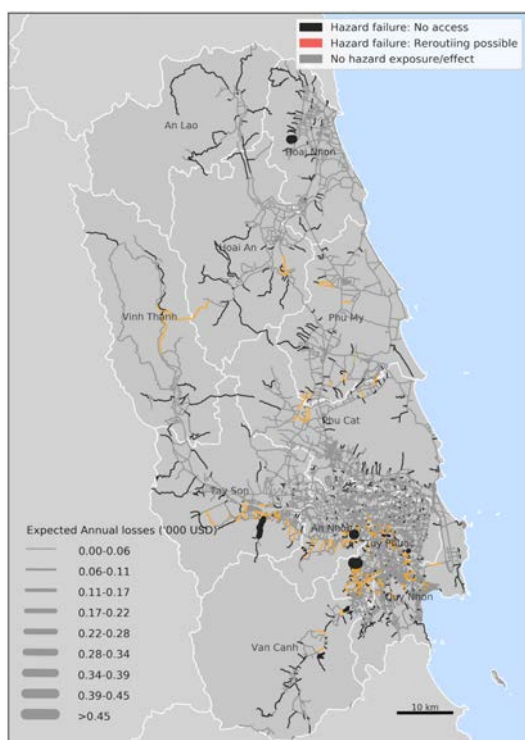 Hazard failure: No access
Hazard failure: Reroutiing possible
No hazard exposure/effect
An Lao
Hoai Nhon
Hoai An
Vinh Thanh
Phu My
Phu Cat
Tay Son
An Nhon
Tuy Phuoc
Quy Nhon
Van Canh
Expected Annual losses ('000 USD)
0.00-0.06
0.06-0.11
0.11-0.17
0.17-0.22
0.22-0.28
0.28-0.34
0.34-0.39
0.39-0.45
>0.45
10 km